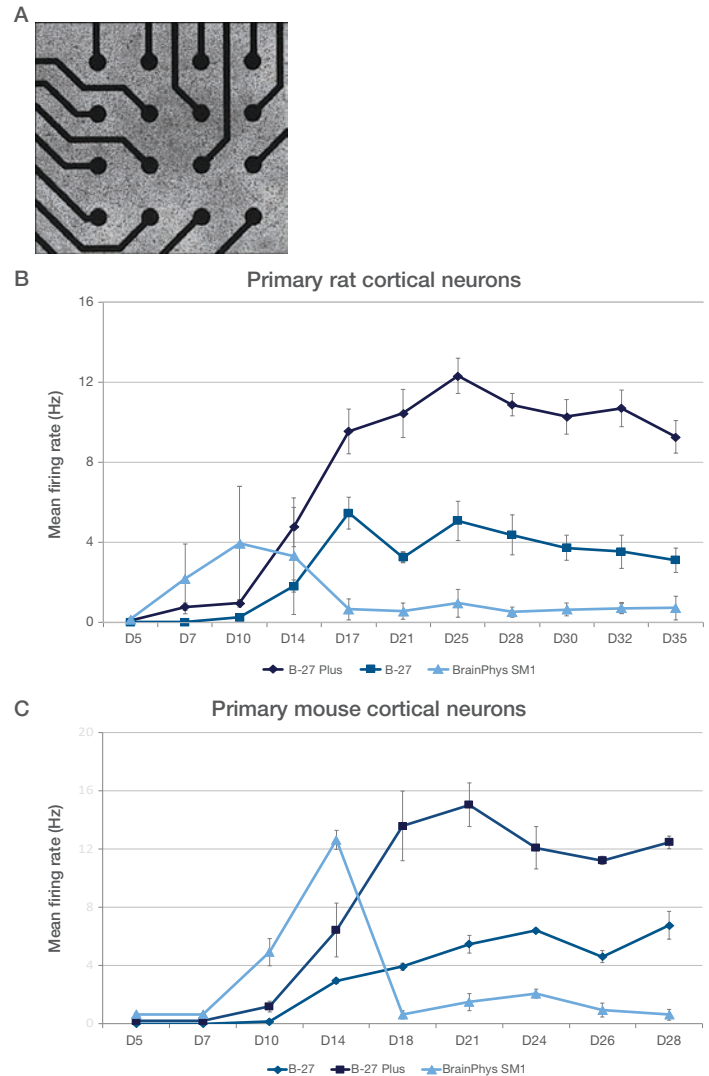 A
B
Primary rat cortical neurons
16
12
8
4
0
Mean firing rate (Hz)
D5 D7 D10 D14 D17 D21 D25 D28 D30 D32 D35
B-27 Plus B-27 BrainPhys SM1
C
Primary mouse cortical neurons
20
16
12
8
4
0
Mean firing rate (Hz)
D5 D7 D10 D14 D18 D21 D24 D26 D28
B-27 B-27 Plus BrainPhys SM1